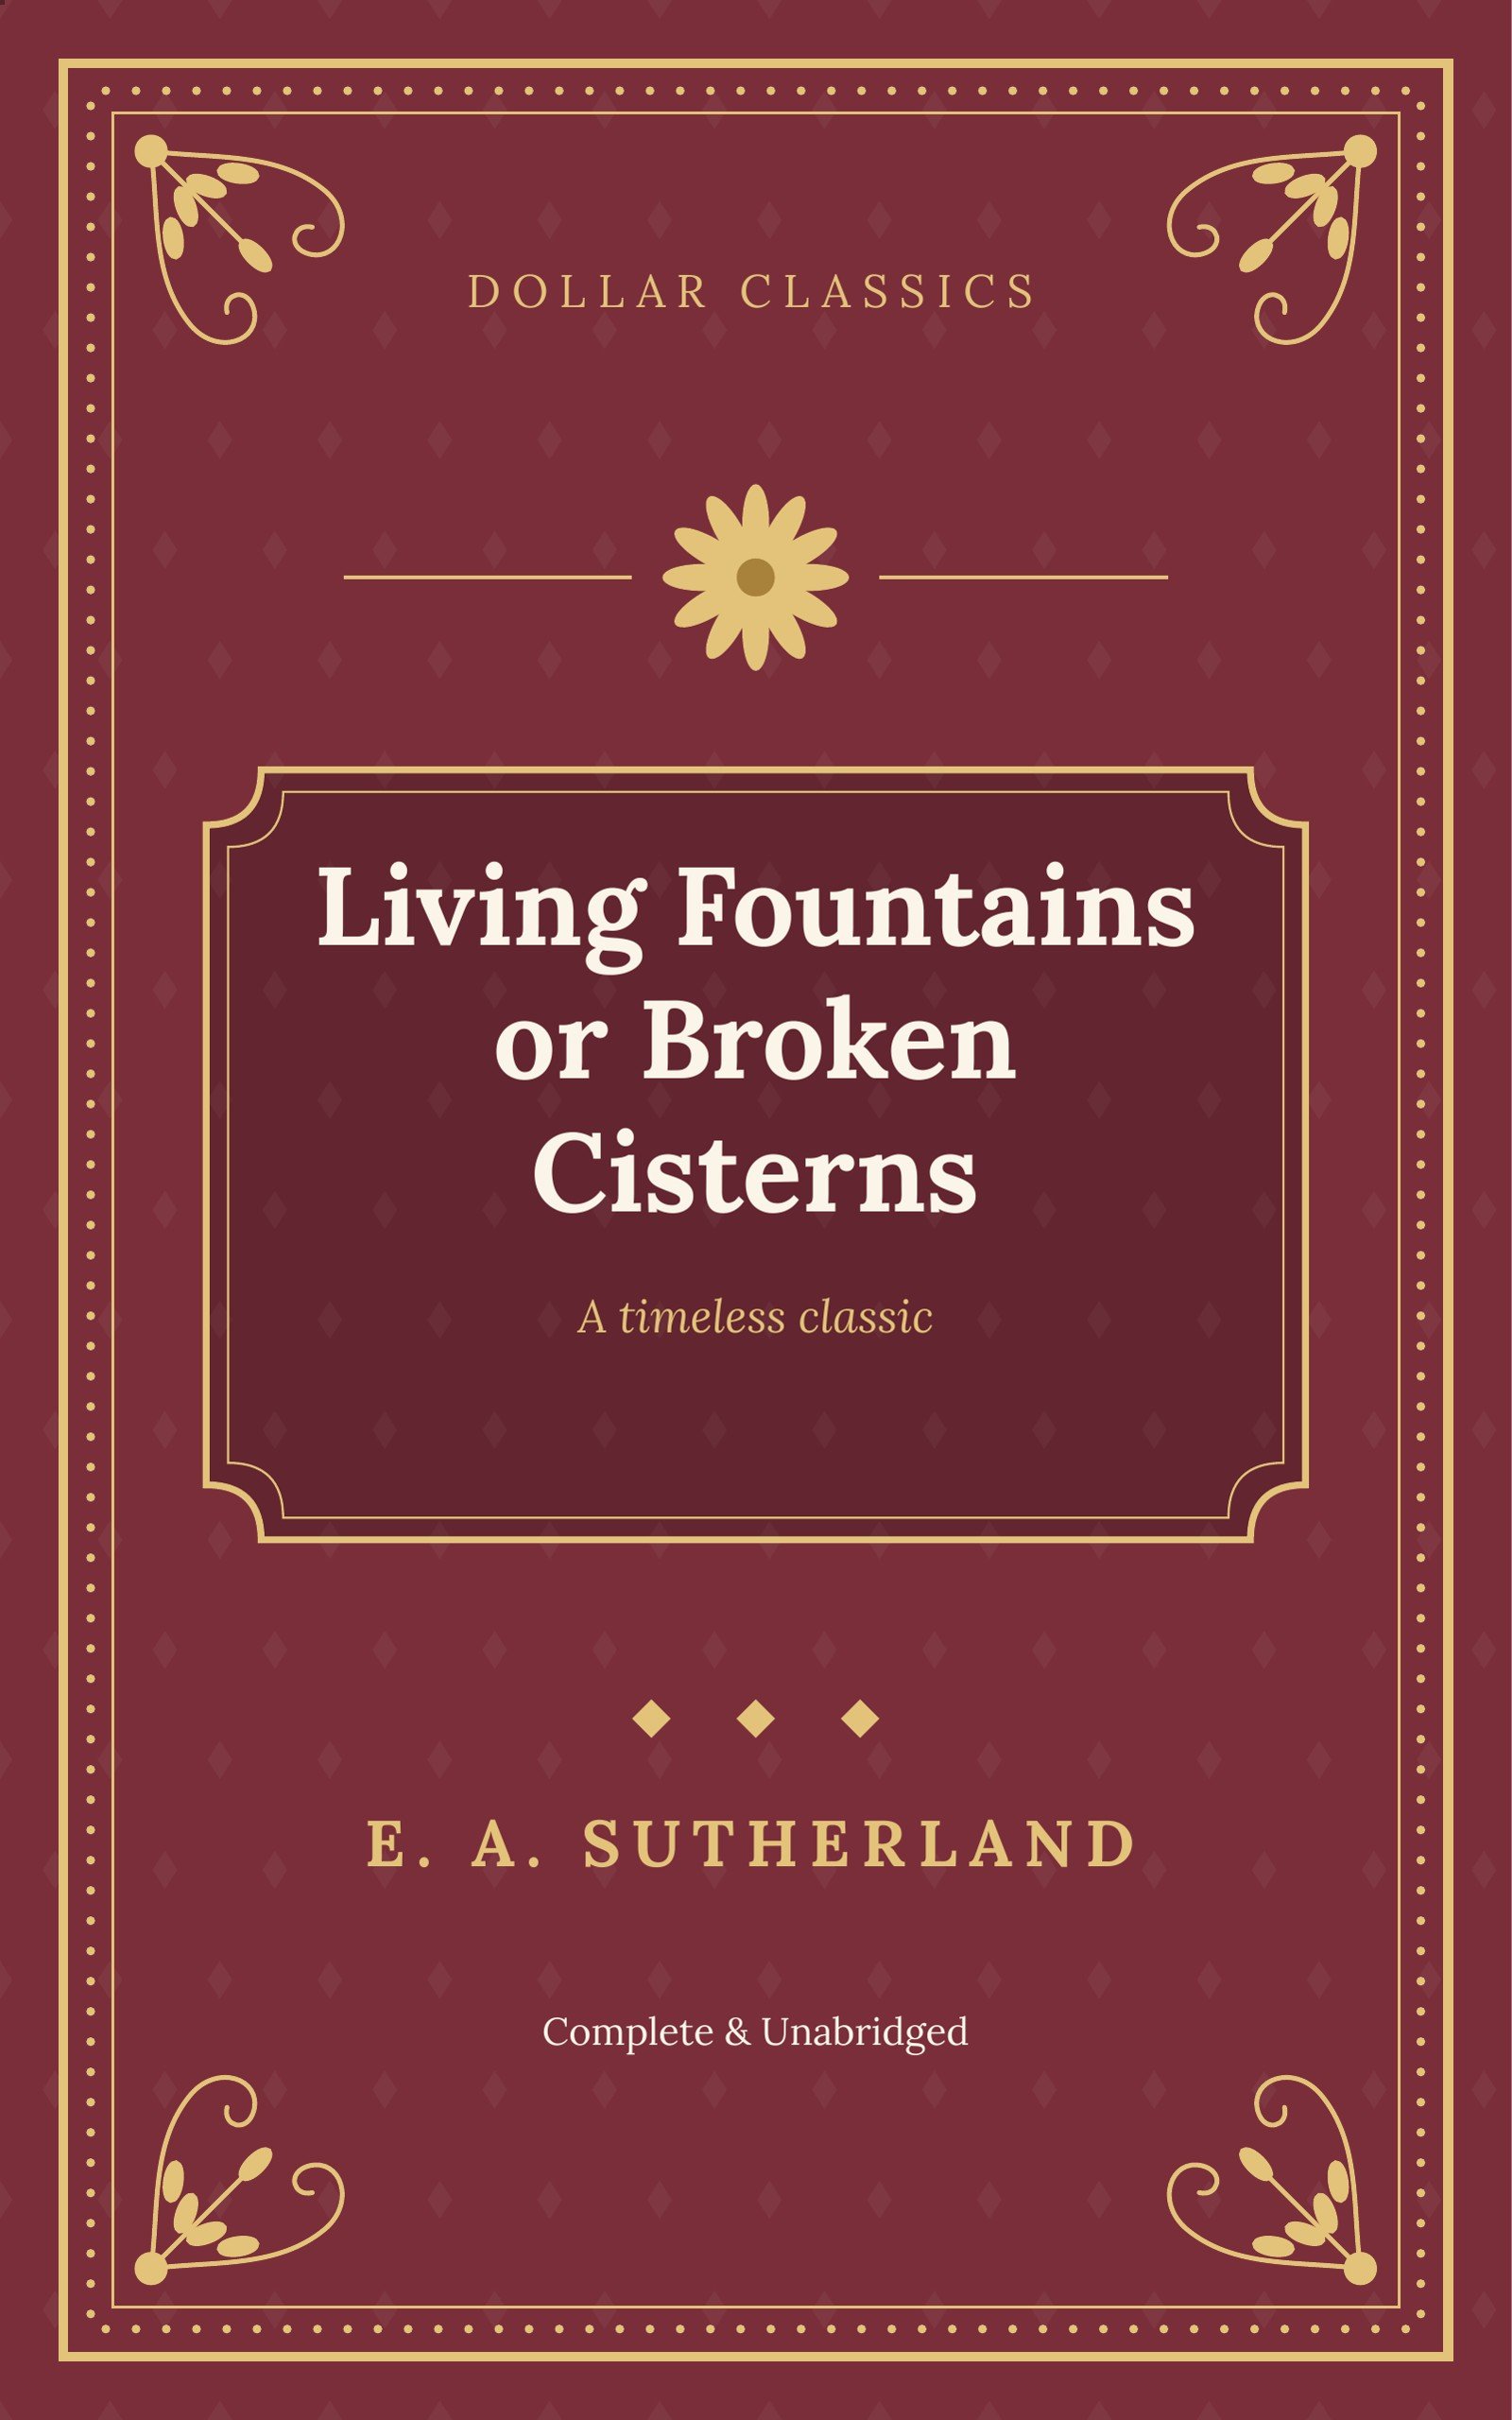 DOLLAR CLASSICS
Living Fountains
or Broken
Cisterns
A timeless classic
E. A. SUTHERLAND
Complete & Unabridged